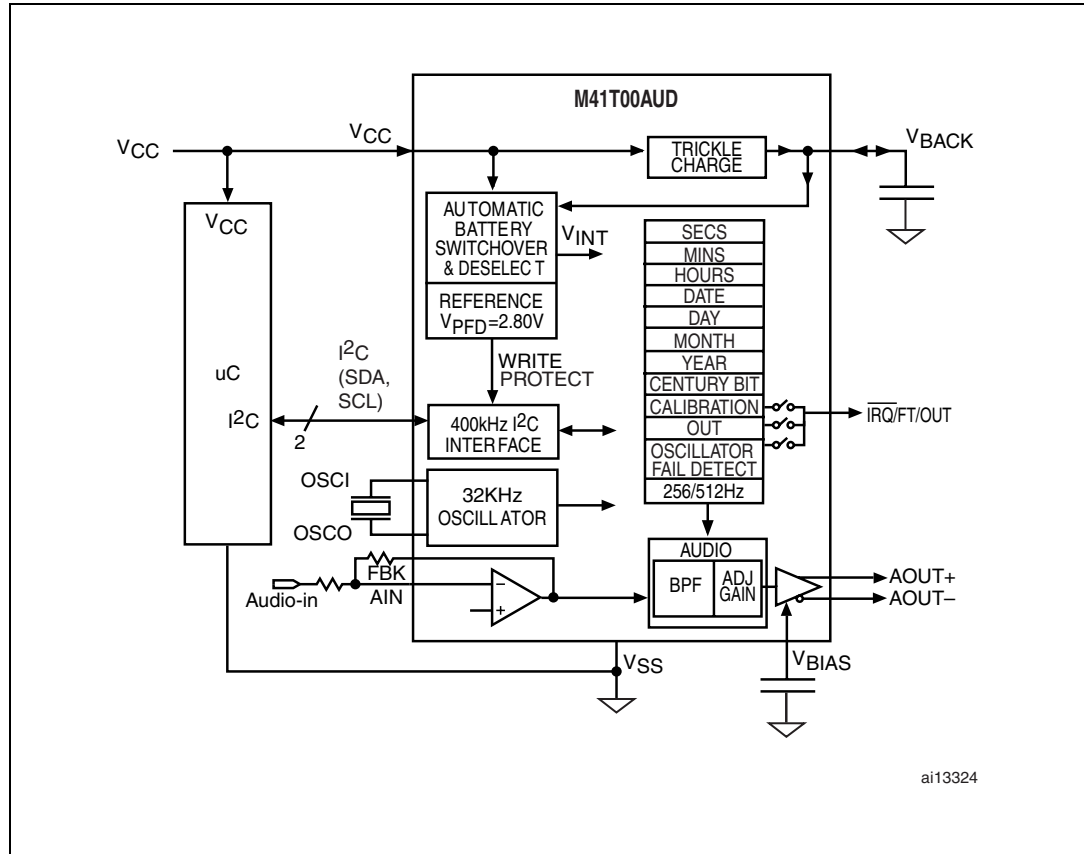 M41T00AUD
VCC
VCC
TRICKLE
CHARGE
VBACK
VCC
AUTOMATIC
BATTERY
SWITCHOVER
& DESELECT
VINT
REFERENCE
VPFD=2.80V
WRITE
PROTECT
SECS
MINS
HOURS
DATE
DAY
MONTH
YEAR
CENTURY BIT
CALIBRATION
OUT
OSCILLATOR
FAIL DETECT
256/512Hz
IRQ/FT/OUT
uC
I2C
I2C
(SDA,
SCL)
2
400kHz I2C
INTERFACE
OSCI
OSCO
32KHz
OSCILLATOR
Audio-in
FBK
AIN
−
+
AUDIO
BPF
ADJ
GAIN
AOUT+
AOUT−
VSS
VBIAS
ai13324